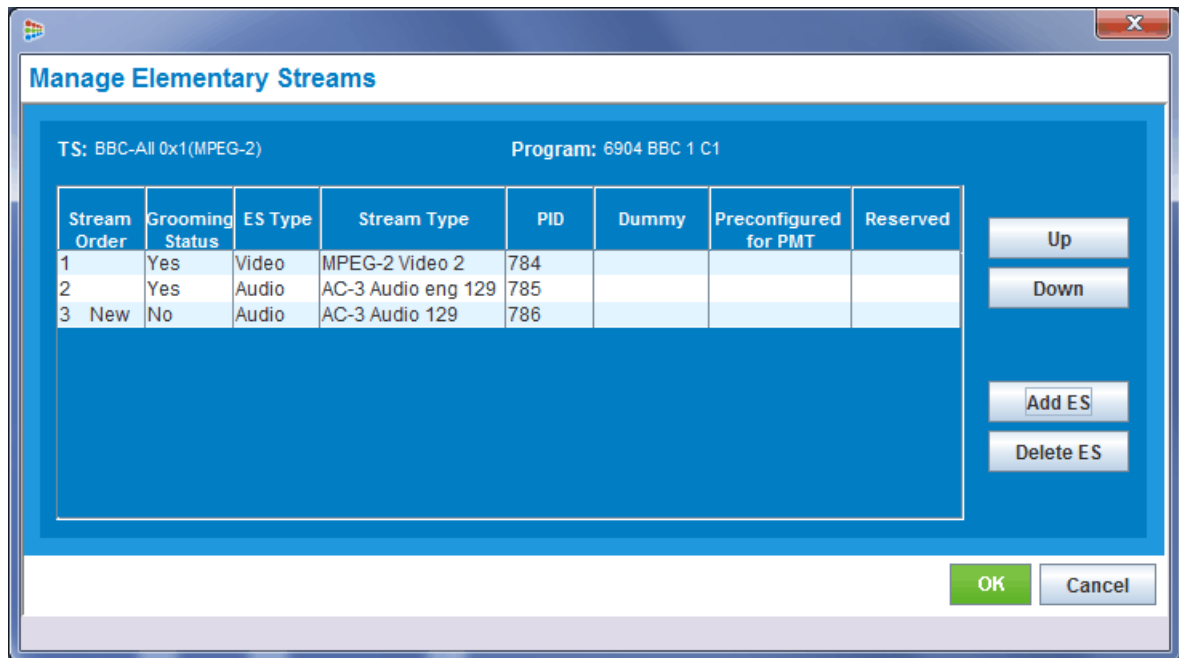 Manage Elementary Streams
TS: BBC-All 0x1(MPEG-2) Program: 6904 BBC 1 C1
Stream Order Grooming Status ES Type Stream Type PID Dummy Preconfigured for PMT Reserved
1 Yes Video MPEG-2 Video 2 784
2 Yes Audio AC-3 Audio eng 129 785
3 New No Audio AC-3 Audio 129 786
Up
Down
Add ES
Delete ES
OK Cancel